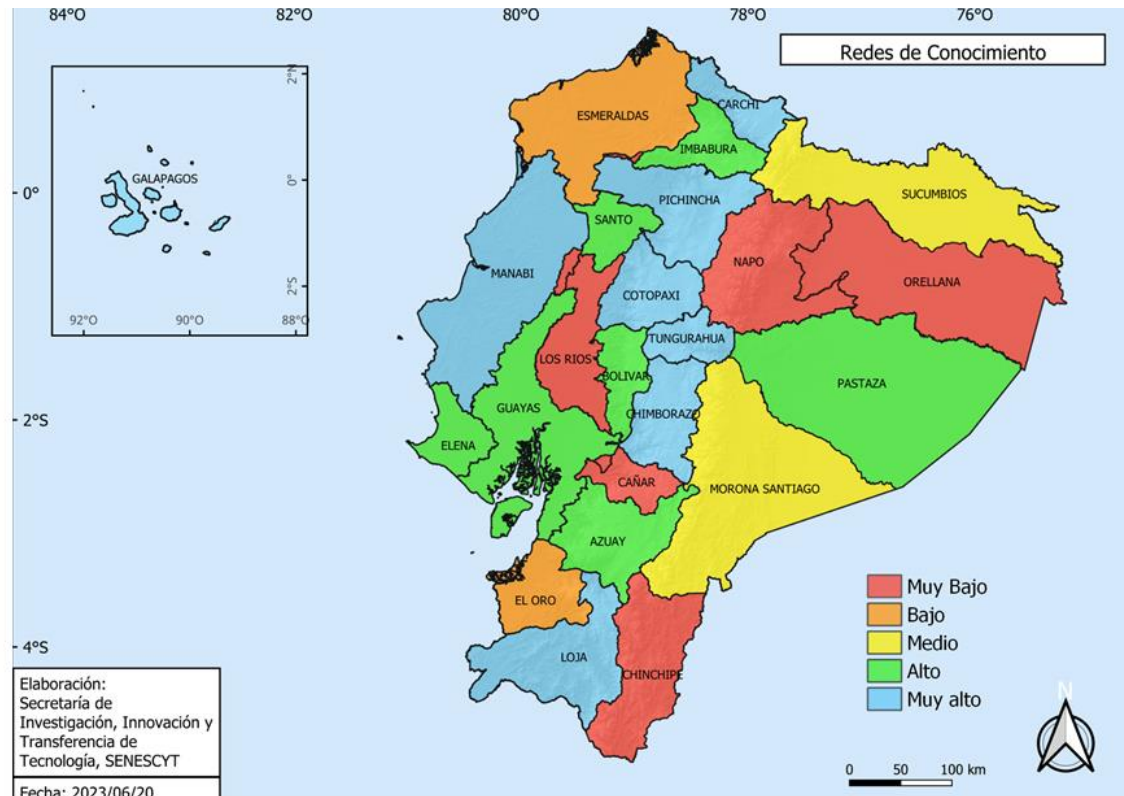 84°O 82°O 80°O 78°O 76°O
Redes de Conocimiento
2°N
CARCHI
ESMERALDAS
IMBABURA
GALAPAGOS
0°
0°
SUCUMBIOS
PICHINCHA
SANTO
NAPO
MANABI
ORELLANA
COTOPAXI
2°S
92°O 90°O 88°O
TUNGURAHUA
LOS RIOS
BOLIVAR
PASTAZA
GUAYAS
CHIMBORAZO
2°S
ELENA
CAÑAR
MORONA SANTIAGO
AZUAY
EL ORO
Muy Bajo
Bajo
Medio
Alto
Muy alto
4°S
LOJA
CHINCHIPE
Elaboración:
Secretaría de
Investigación, Innovación y
Transferencia de
Tecnología, SENESCYT
Fecha: 2023/06/20
N
0 50 100 km